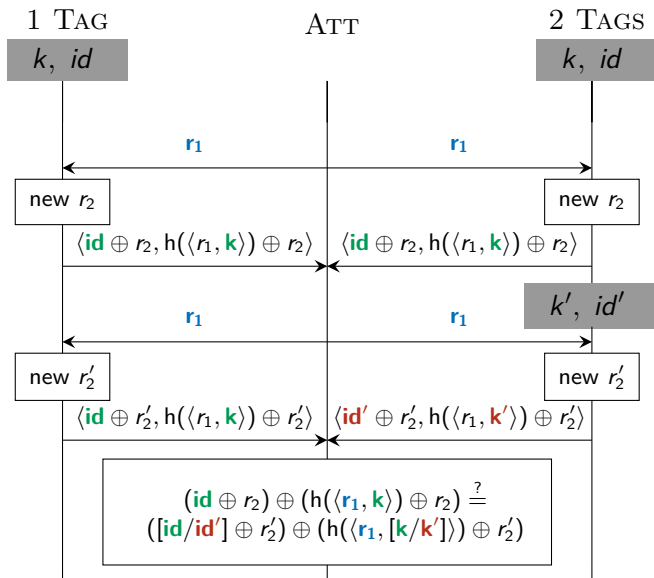 1 TAG ATT 2 TAGS
k, id k, id
r₁ r₁
new r₂ new r₂
⟨id ⊕ r₂, h(⟨r₁, k⟩) ⊕ r₂⟩ ⟨id ⊕ r₂, h(⟨r₁, k⟩) ⊕ r₂⟩
k′, id′
r₁ r₁
new r₂′ new r₂′
⟨id ⊕ r₂′, h(⟨r₁, k⟩) ⊕ r₂′⟩ ⟨id′ ⊕ r₂′, h(⟨r₁, k′⟩) ⊕ r₂′⟩
(id ⊕ r₂) ⊕ (h(⟨r₁, k⟩) ⊕ r₂) ≟
([id/id′] ⊕ r₂′) ⊕ (h(⟨r₁, [k/k′]⟩) ⊕ r₂′)